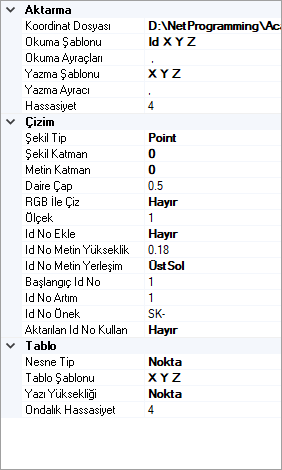 Aktarma
Koordinat Dosyası D:\NetProgramming\Aca
Okuma Şablonu Id X Y Z
Okuma Ayraçları ,
Yazma Şablonu X Y Z
Yazma Ayracı ,
Hassasiyet 4
Çizim
Şekil Tip Point
Şekil Katman 0
Metin Katman 0
Daire Çap 0.5
RGB İle Çiz Hayır
Ölçek 1
Id No Ekle Hayır
Id No Metin Yükseklik 0.18
Id No Metin Yerleşim ÜstSol
Başlangıç Id No 1
Id No Artım 1
Id No Önek SK-
Aktarılan Id No Kullan Hayır
Tablo
Nesne Tip Nokta
Tablo Şablonu X Y Z
Yazı Yüksekliği Nokta
Ondalık Hassasiyet 4